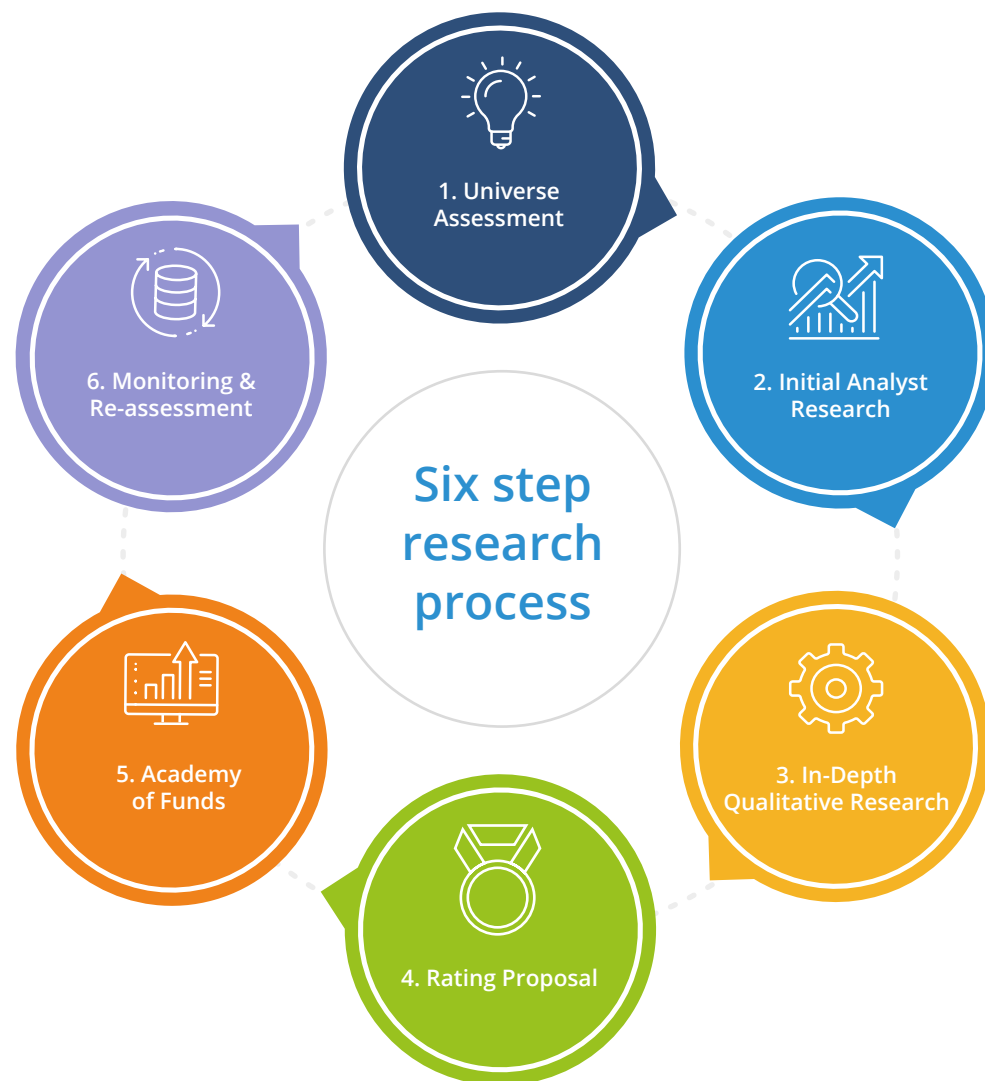 1. Universe
Assessment
2. Initial Analyst
Research
3. In-Depth
Qualitative Research
4. Rating Proposal
5. Academy
of Funds
6. Monitoring &
Re-assessment
Six step
research
process